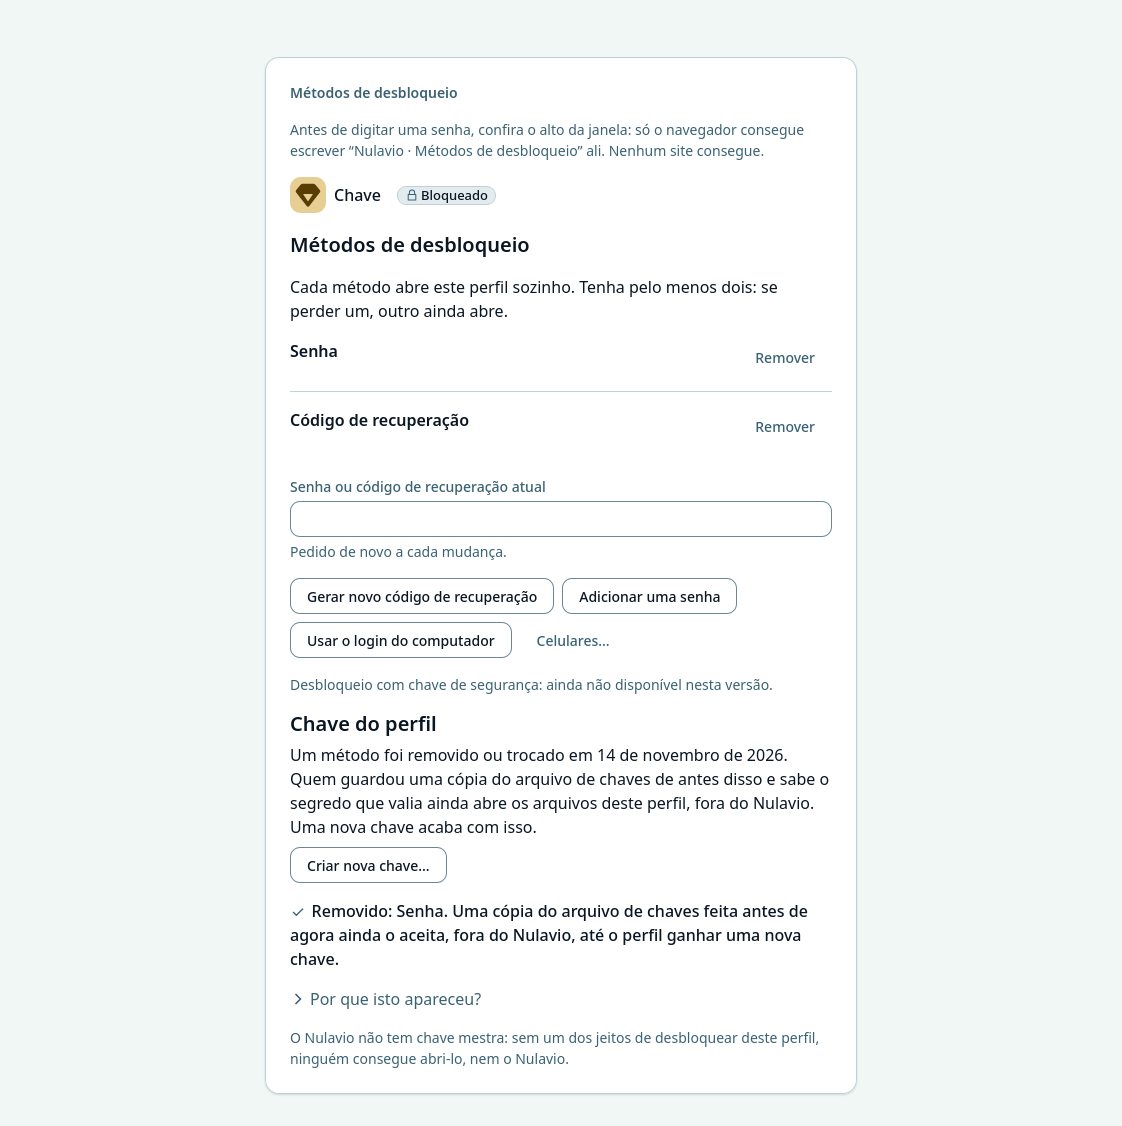 Métodos de desbloqueio
Antes de digitar uma senha, confira o alto da janela: só o navegador consegue
escrever “Nulavio · Métodos de desbloqueio” ali. Nenhum site consegue.
Chave
Bloqueado
Métodos de desbloqueio
Cada método abre este perfil sozinho. Tenha pelo menos dois: se
perder um, outro ainda abre.
Senha
Remover
Código de recuperação
Remover
Senha ou código de recuperação atual
Pedido de novo a cada mudança.
Gerar novo código de recuperação
Adicionar uma senha
Usar o login do computador
Celulares...
Desbloqueio com chave de segurança: ainda não disponível nesta versão.
Chave do perfil
Um método foi removido ou trocado em 14 de novembro de 2026.
Quem guardou uma cópia do arquivo de chaves de antes disso e sabe o
segredo que valia ainda abre os arquivos deste perfil, fora do Nulavio.
Uma nova chave acaba com isso.
Criar nova chave...
Removido: Senha. Uma cópia do arquivo de chaves feita antes de
agora ainda o aceita, fora do Nulavio, até o perfil ganhar uma nova
chave.
Por que isto apareceu?
O Nulavio não tem chave mestra: sem um dos jeitos de desbloquear deste perfil,
ninguém consegue abri-lo, nem o Nulavio.